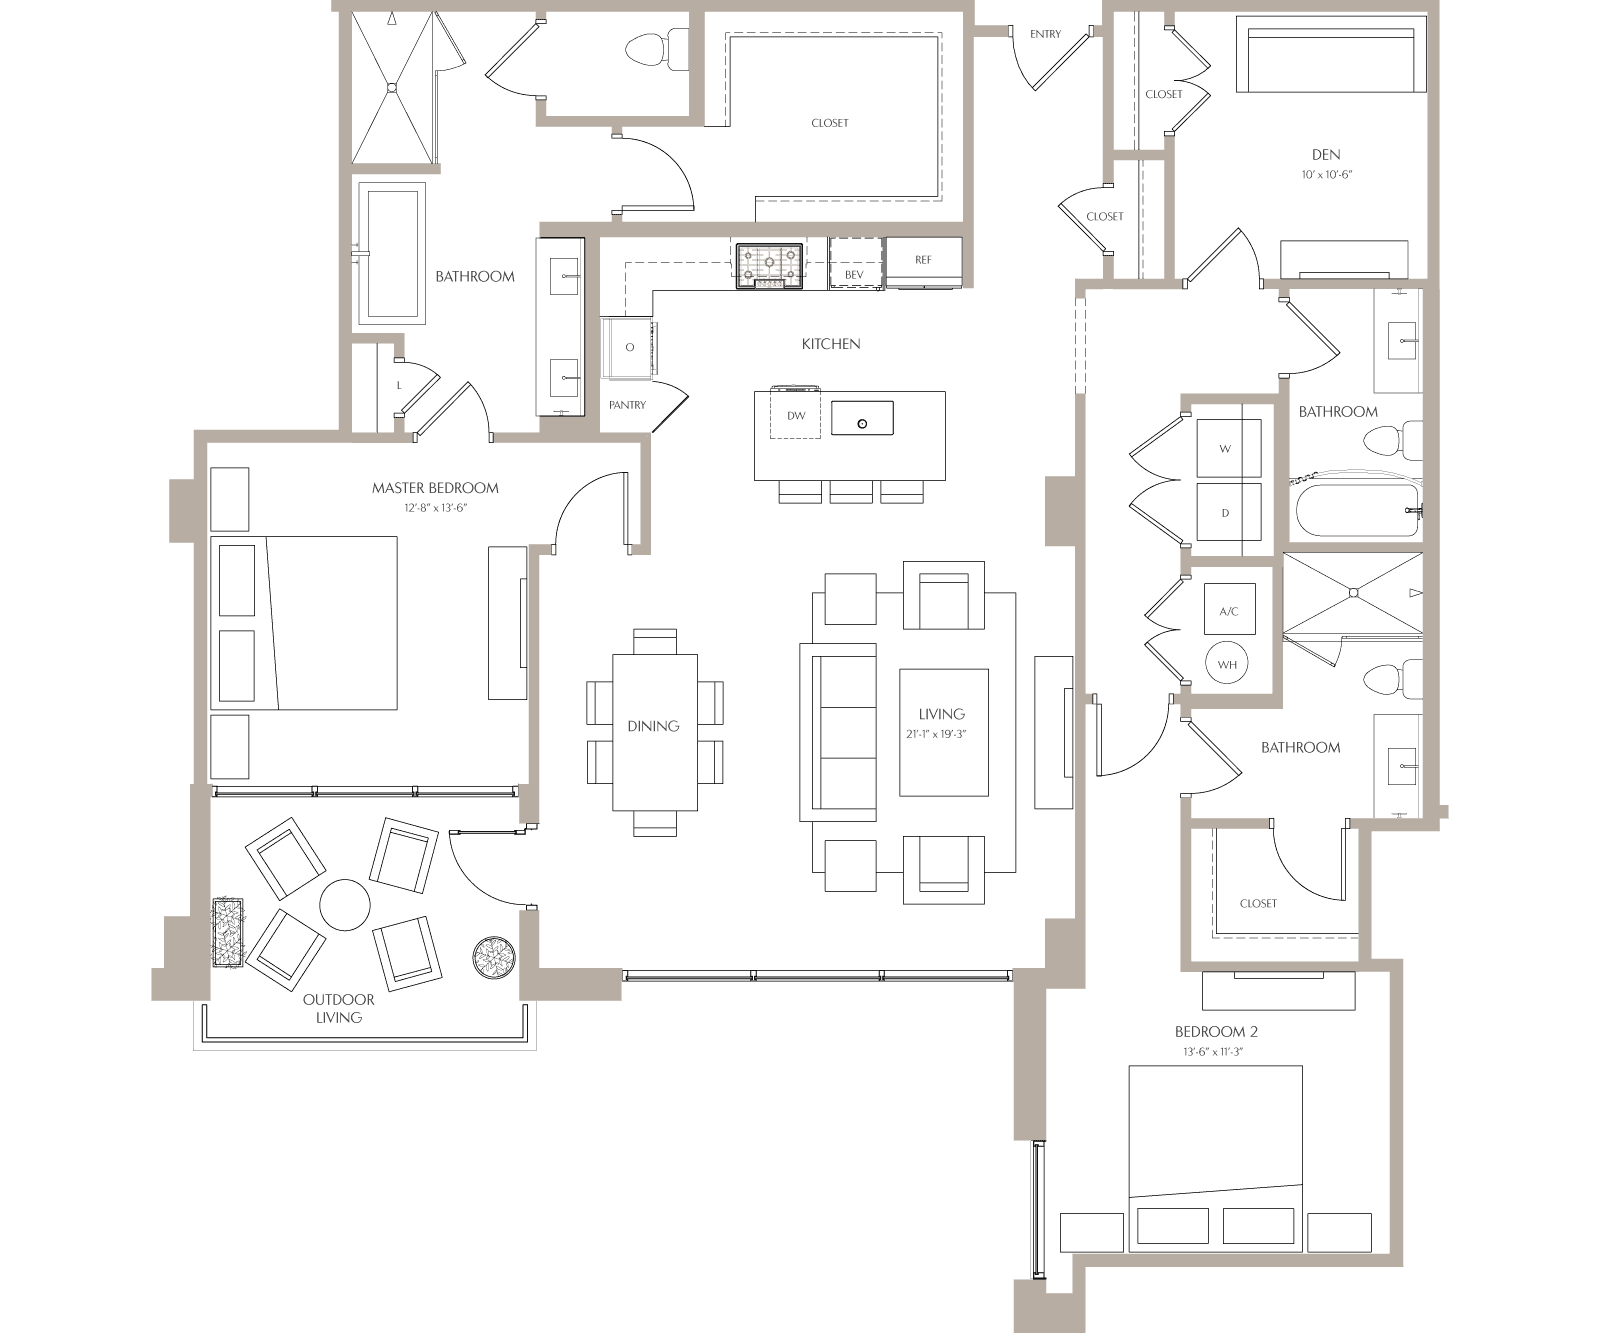 ENTRY
CLOSET
CLOSET
DEN
10' x 10'-6"
CLOSET
BATHROOM
BEV
REF
KITCHEN
O
L
PANTRY
DW
BATHROOM
W
D
MASTER BEDROOM
12'-8" x 13'-6"
A/C
WH
LIVING
21'-1" x 19'-3"
DINING
BATHROOM
CLOSET
OUTDOOR
LIVING
BEDROOM 2
13'-6" x 11'-3"